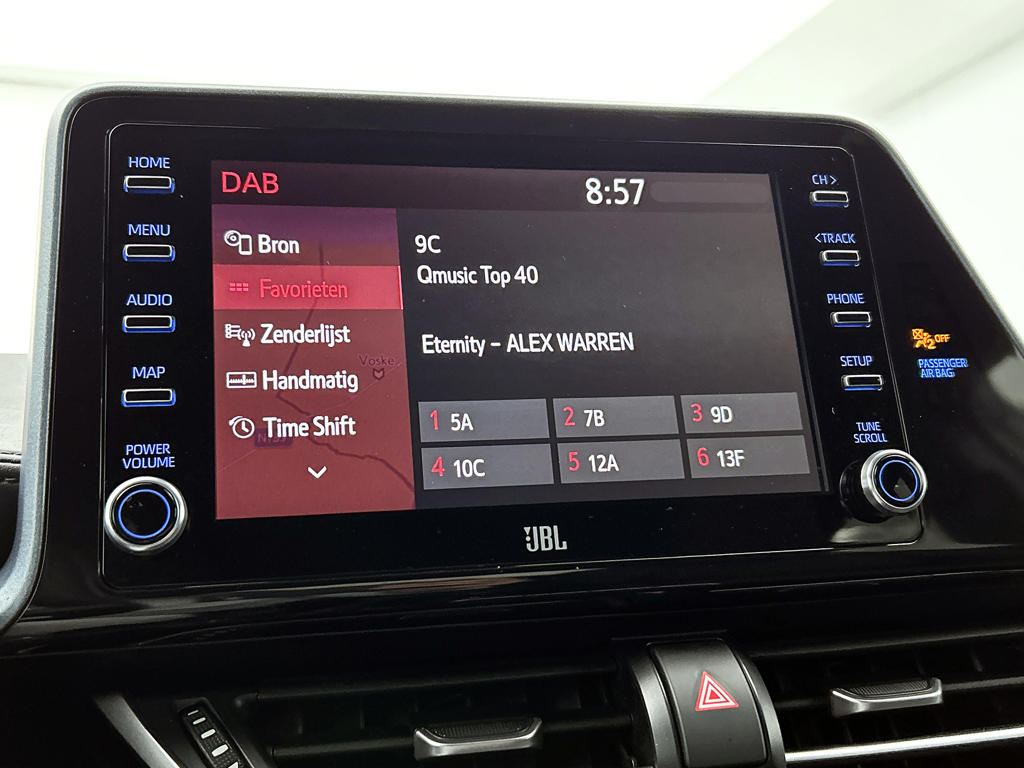 HOME
MENU
AUDIO
MAP
POWER
VOLUME
DAB
8:57
Bron
Favorieten
Zenderlijst
Handmatig
Time Shift
Voske
9C
Qmusic Top 40
Eternity – ALEX WARREN
1 5A
2 7B
3 9D
4 10C
5 12A
6 13F
CH >
<TRACK
PHONE
SETUP
TUNE
SCROLL
2 OFF
PASSENGER
AIR BAG
JBL